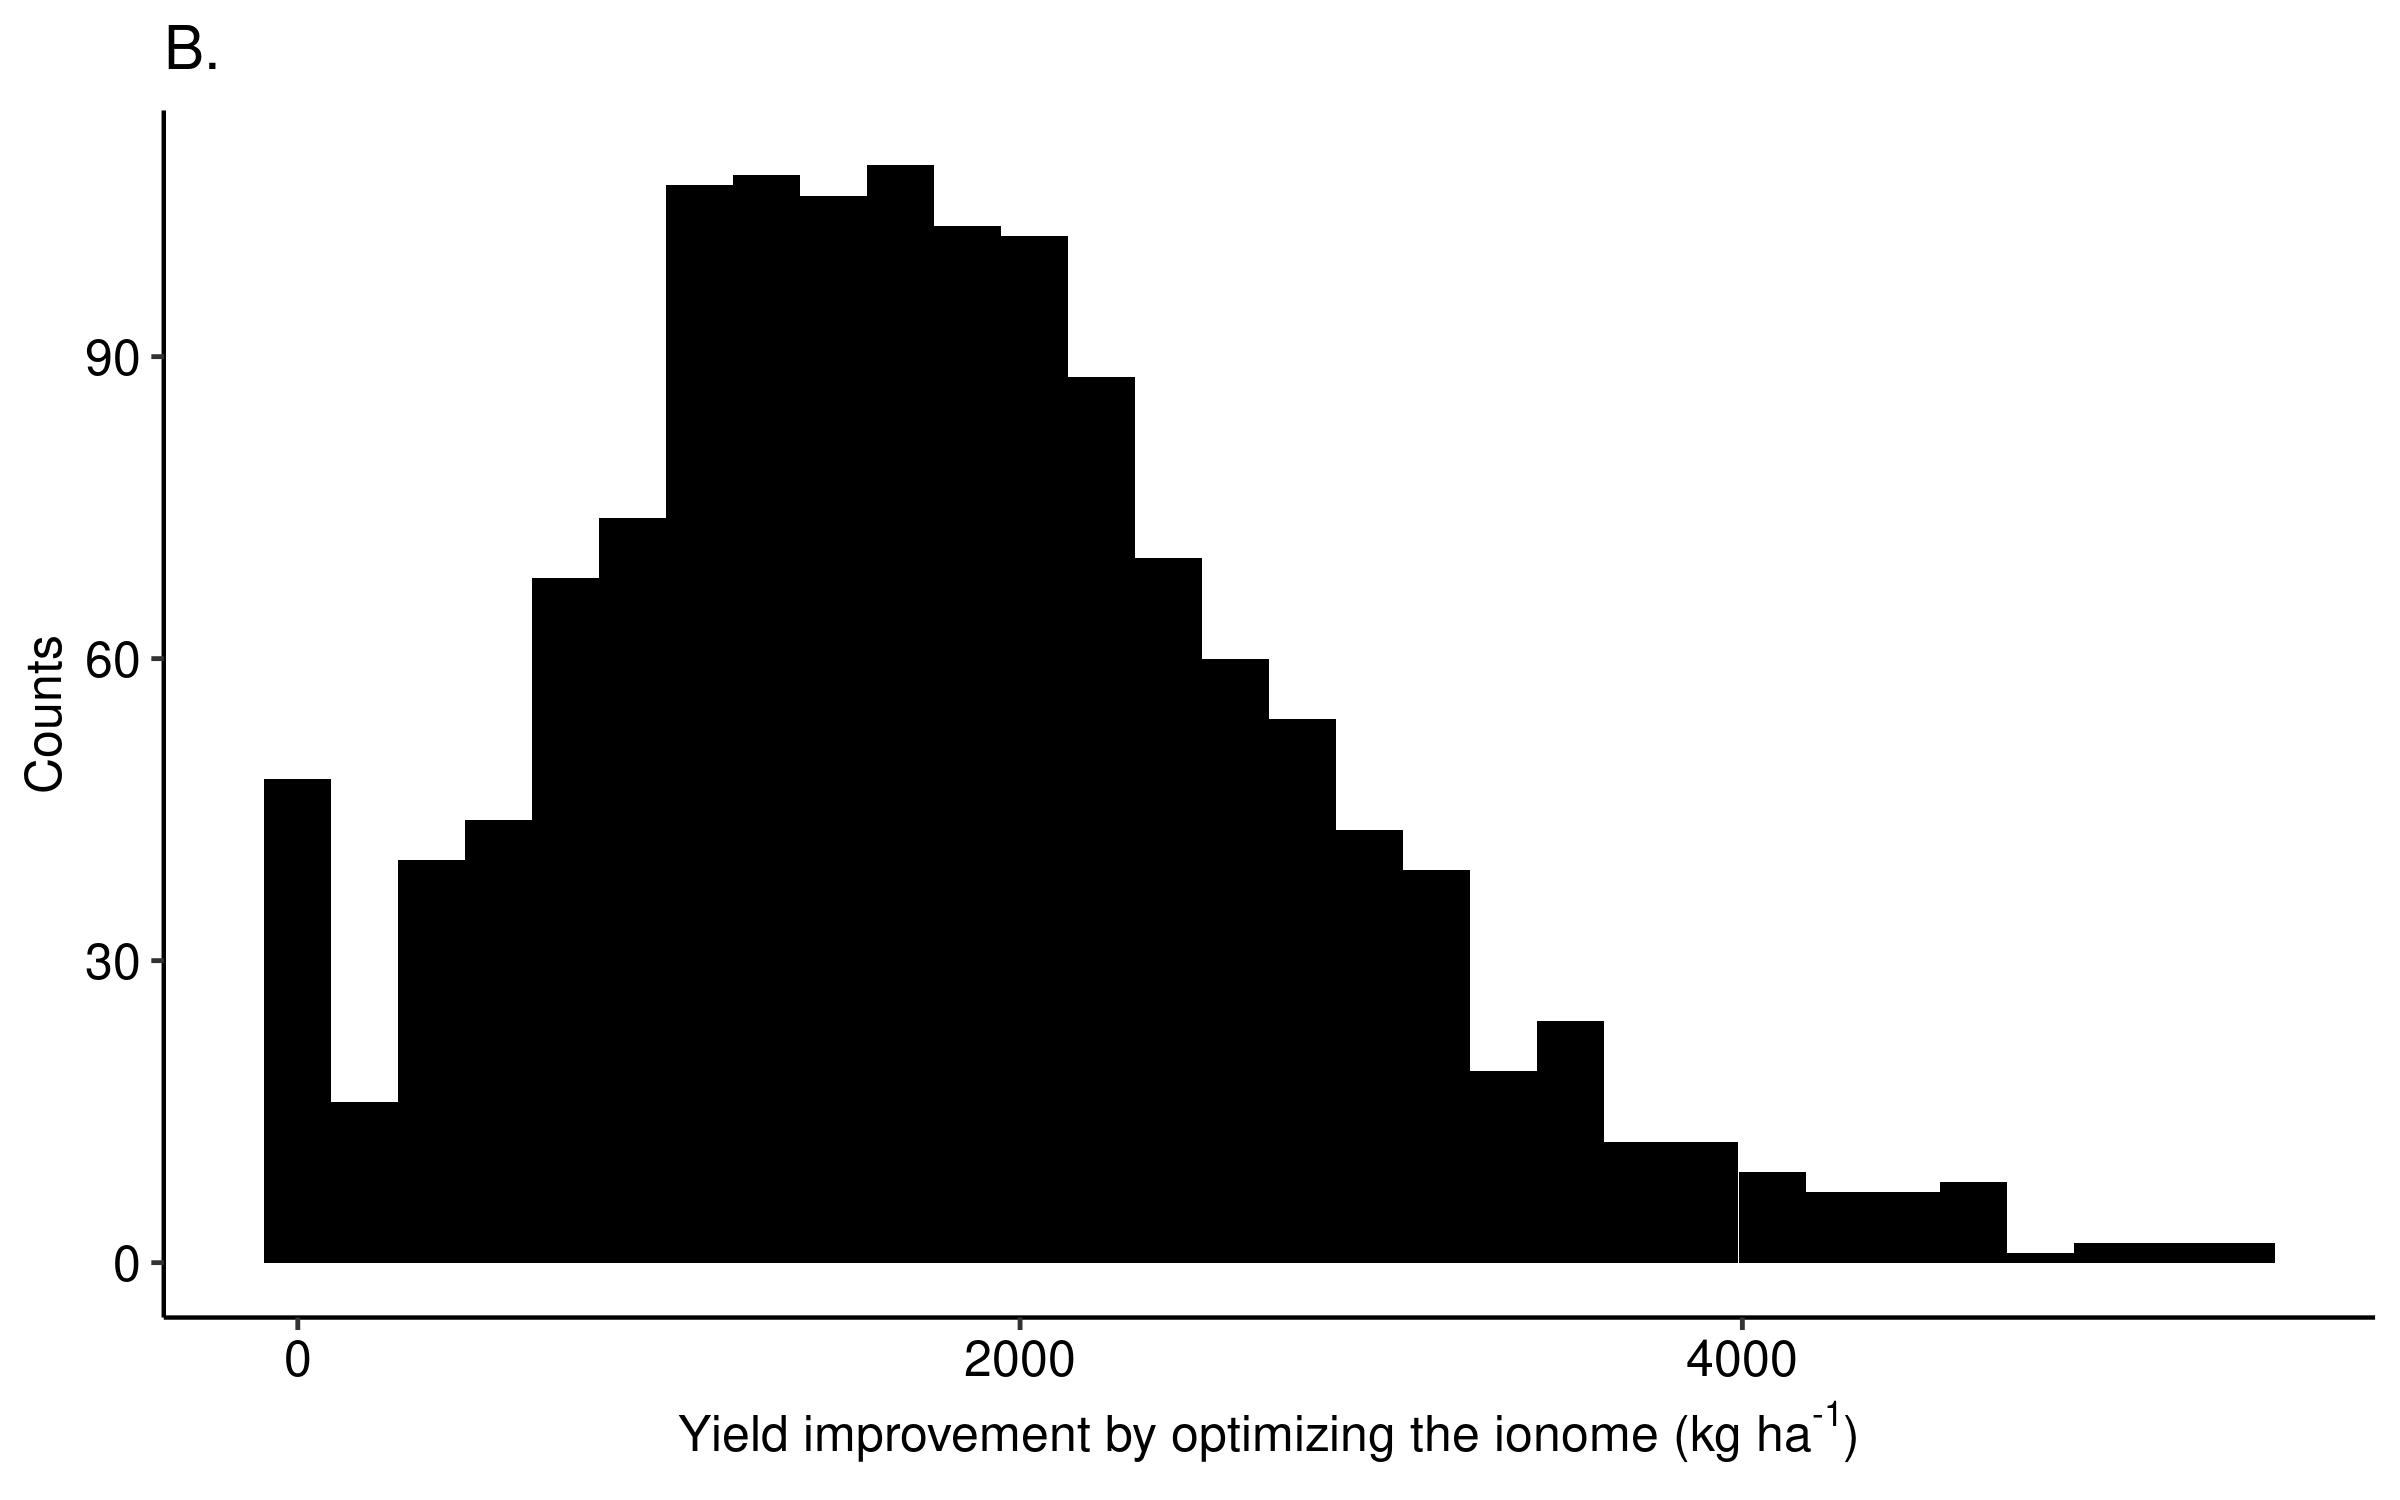 B.
Counts
90
60
30
0
0 2000 4000
Yield improvement by optimizing the ionome (kg ha⁻¹)